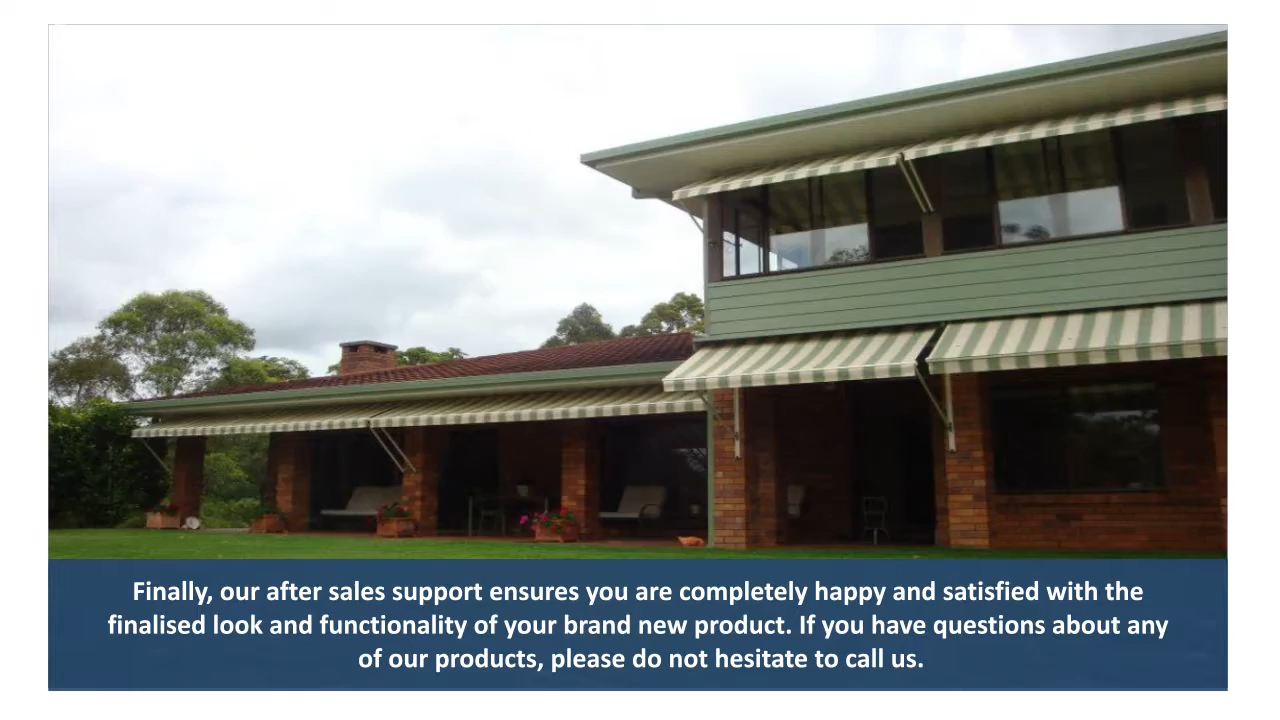 Finally, our after sales support ensures you are completely happy and satisfied with the
finalised look and functionality of your brand new product. If you have questions about any
of our products, please do not hesitate to call us.